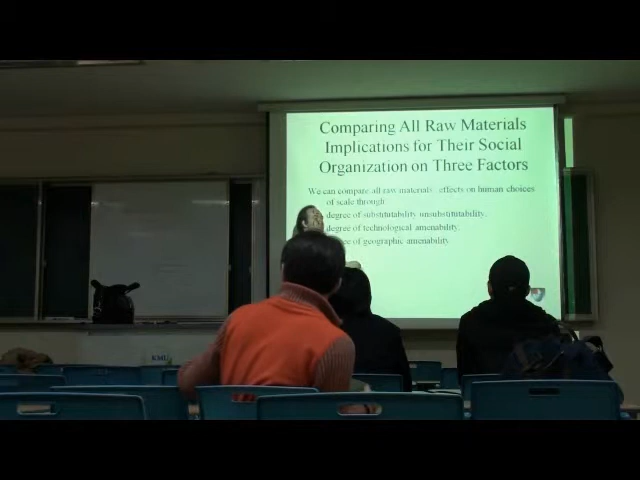 Comparing All Raw Materials
Implications for Their Social
Organization on Three Factors
We can compare all raw materials' effects on human choices
of scale through
degree of substitutability unsubstitutability,
degree of technological amenability,
of geographic amenability